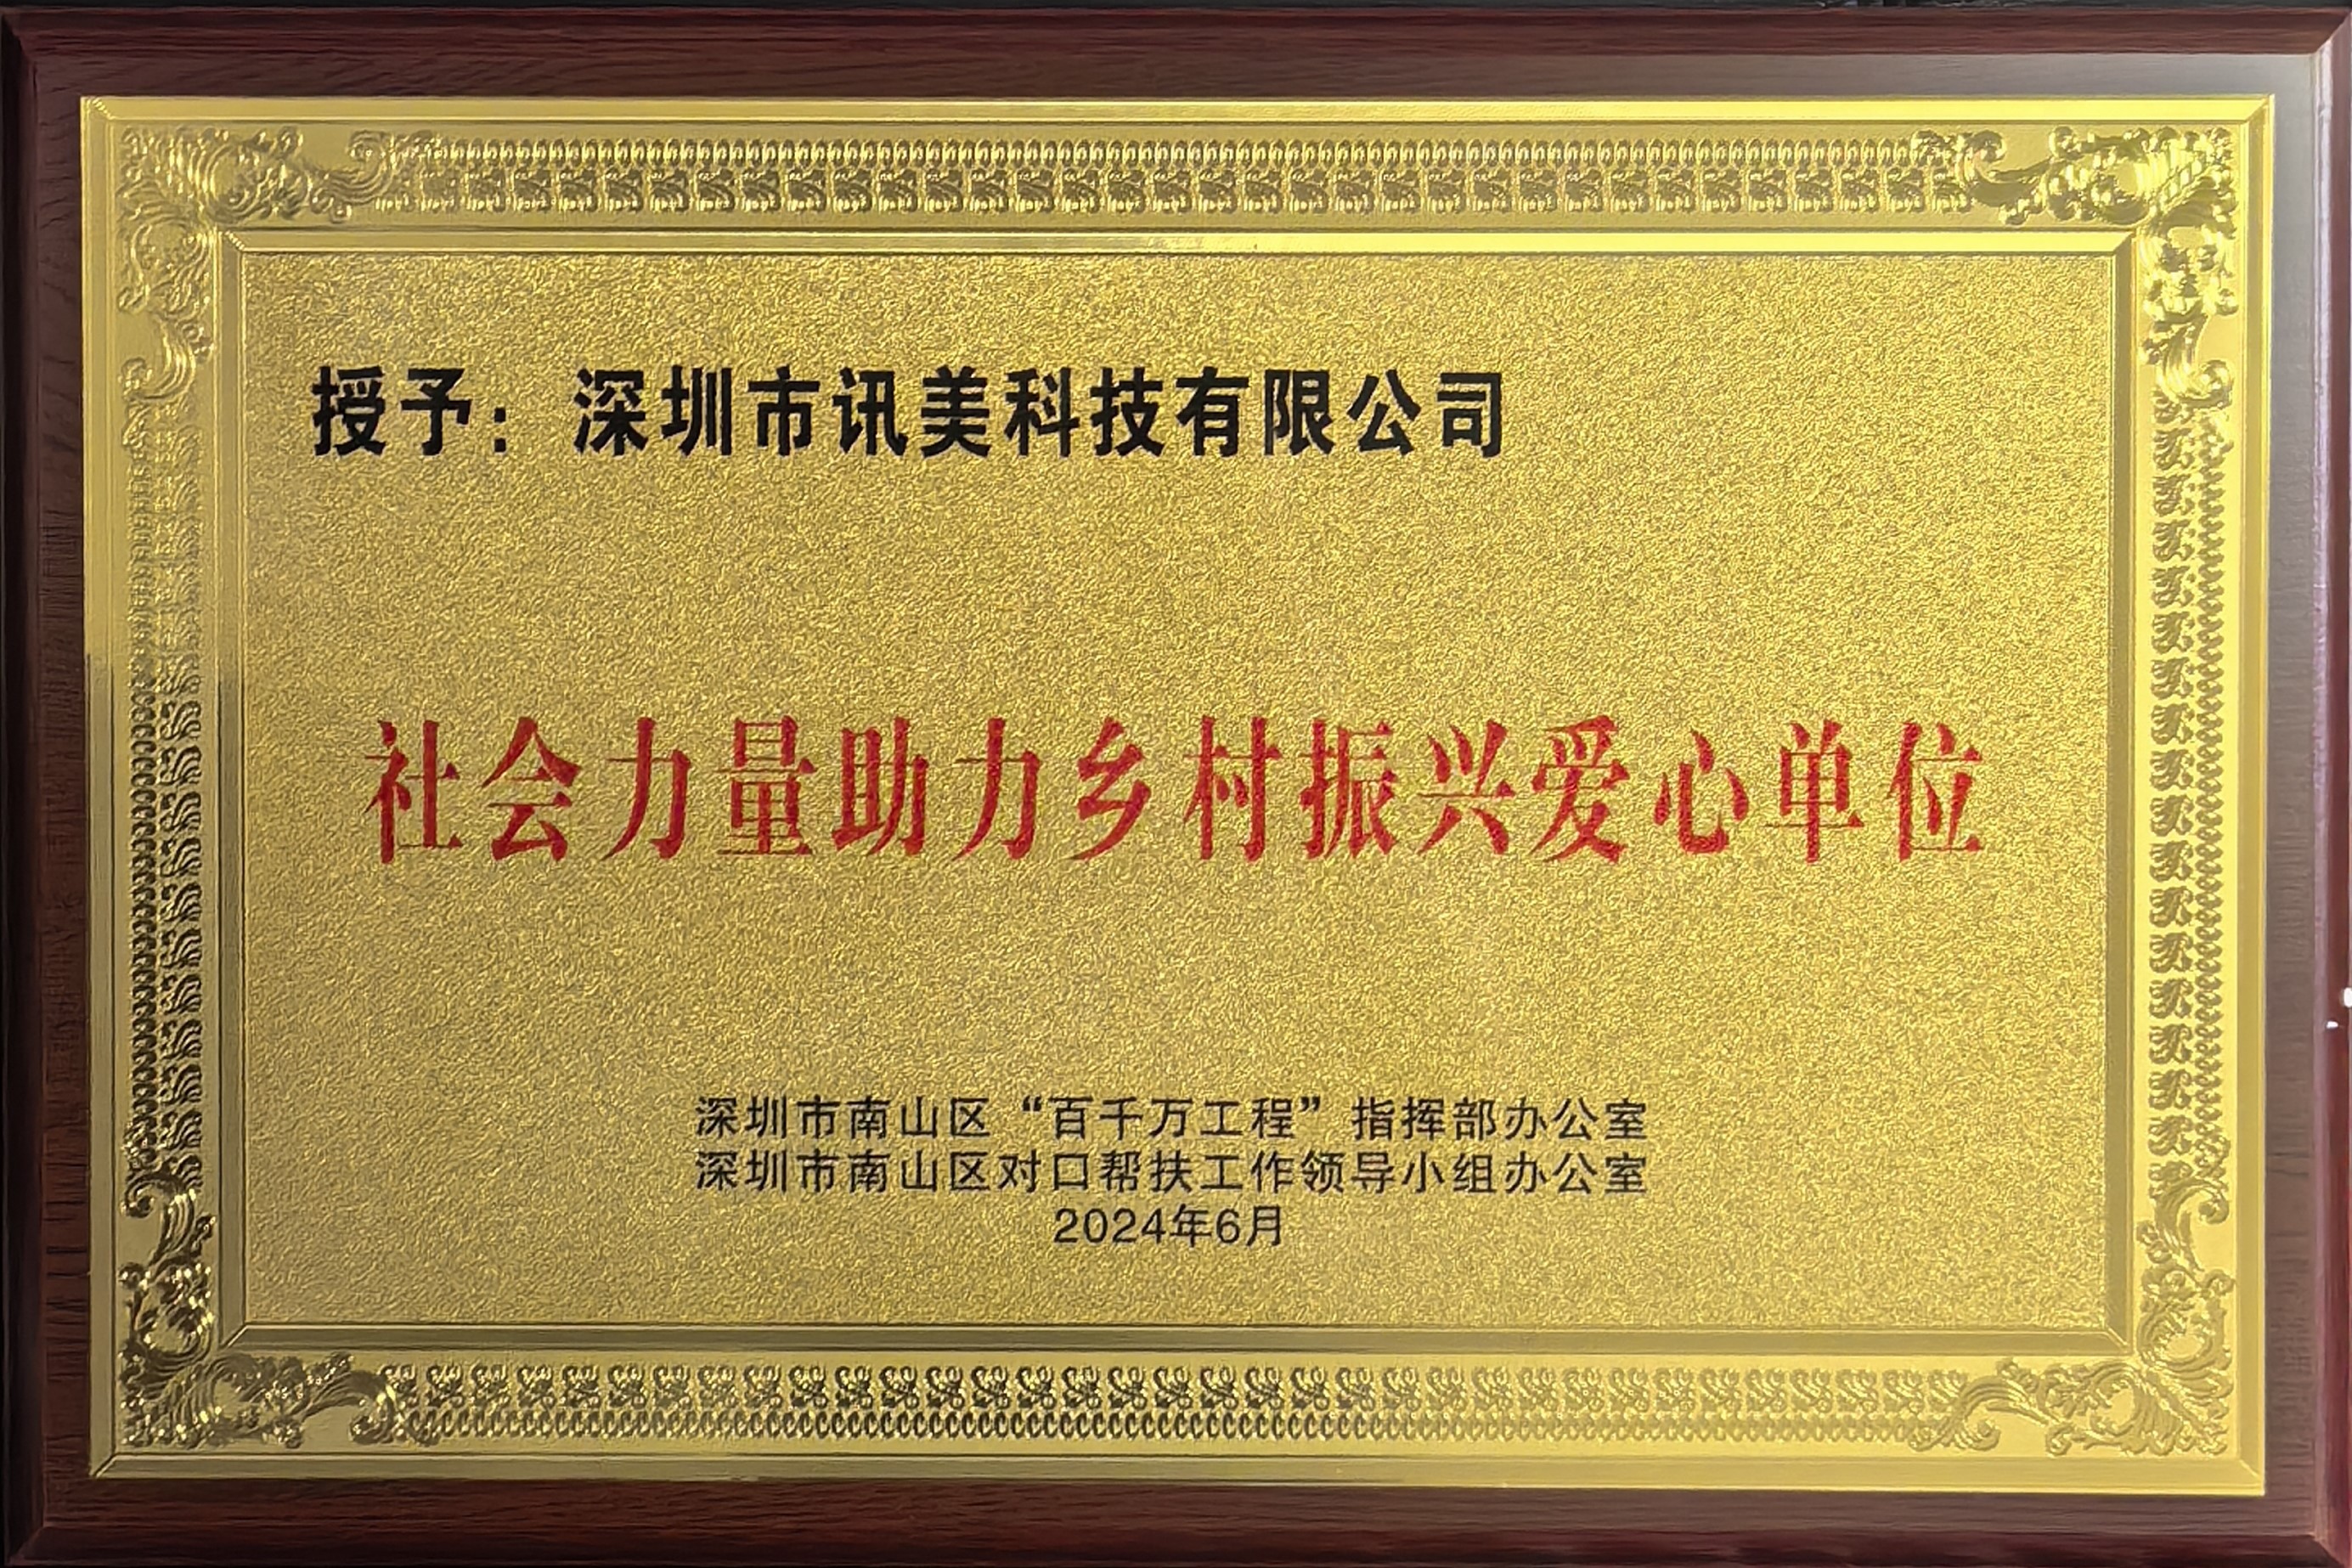 授予：深圳市讯美科技有限公司
社会力量助力乡村振兴爱心单位
深圳市南山区“百千万工程”指挥部办公室
深圳市南山区对口帮扶工作领导小组办公室
2024年6月